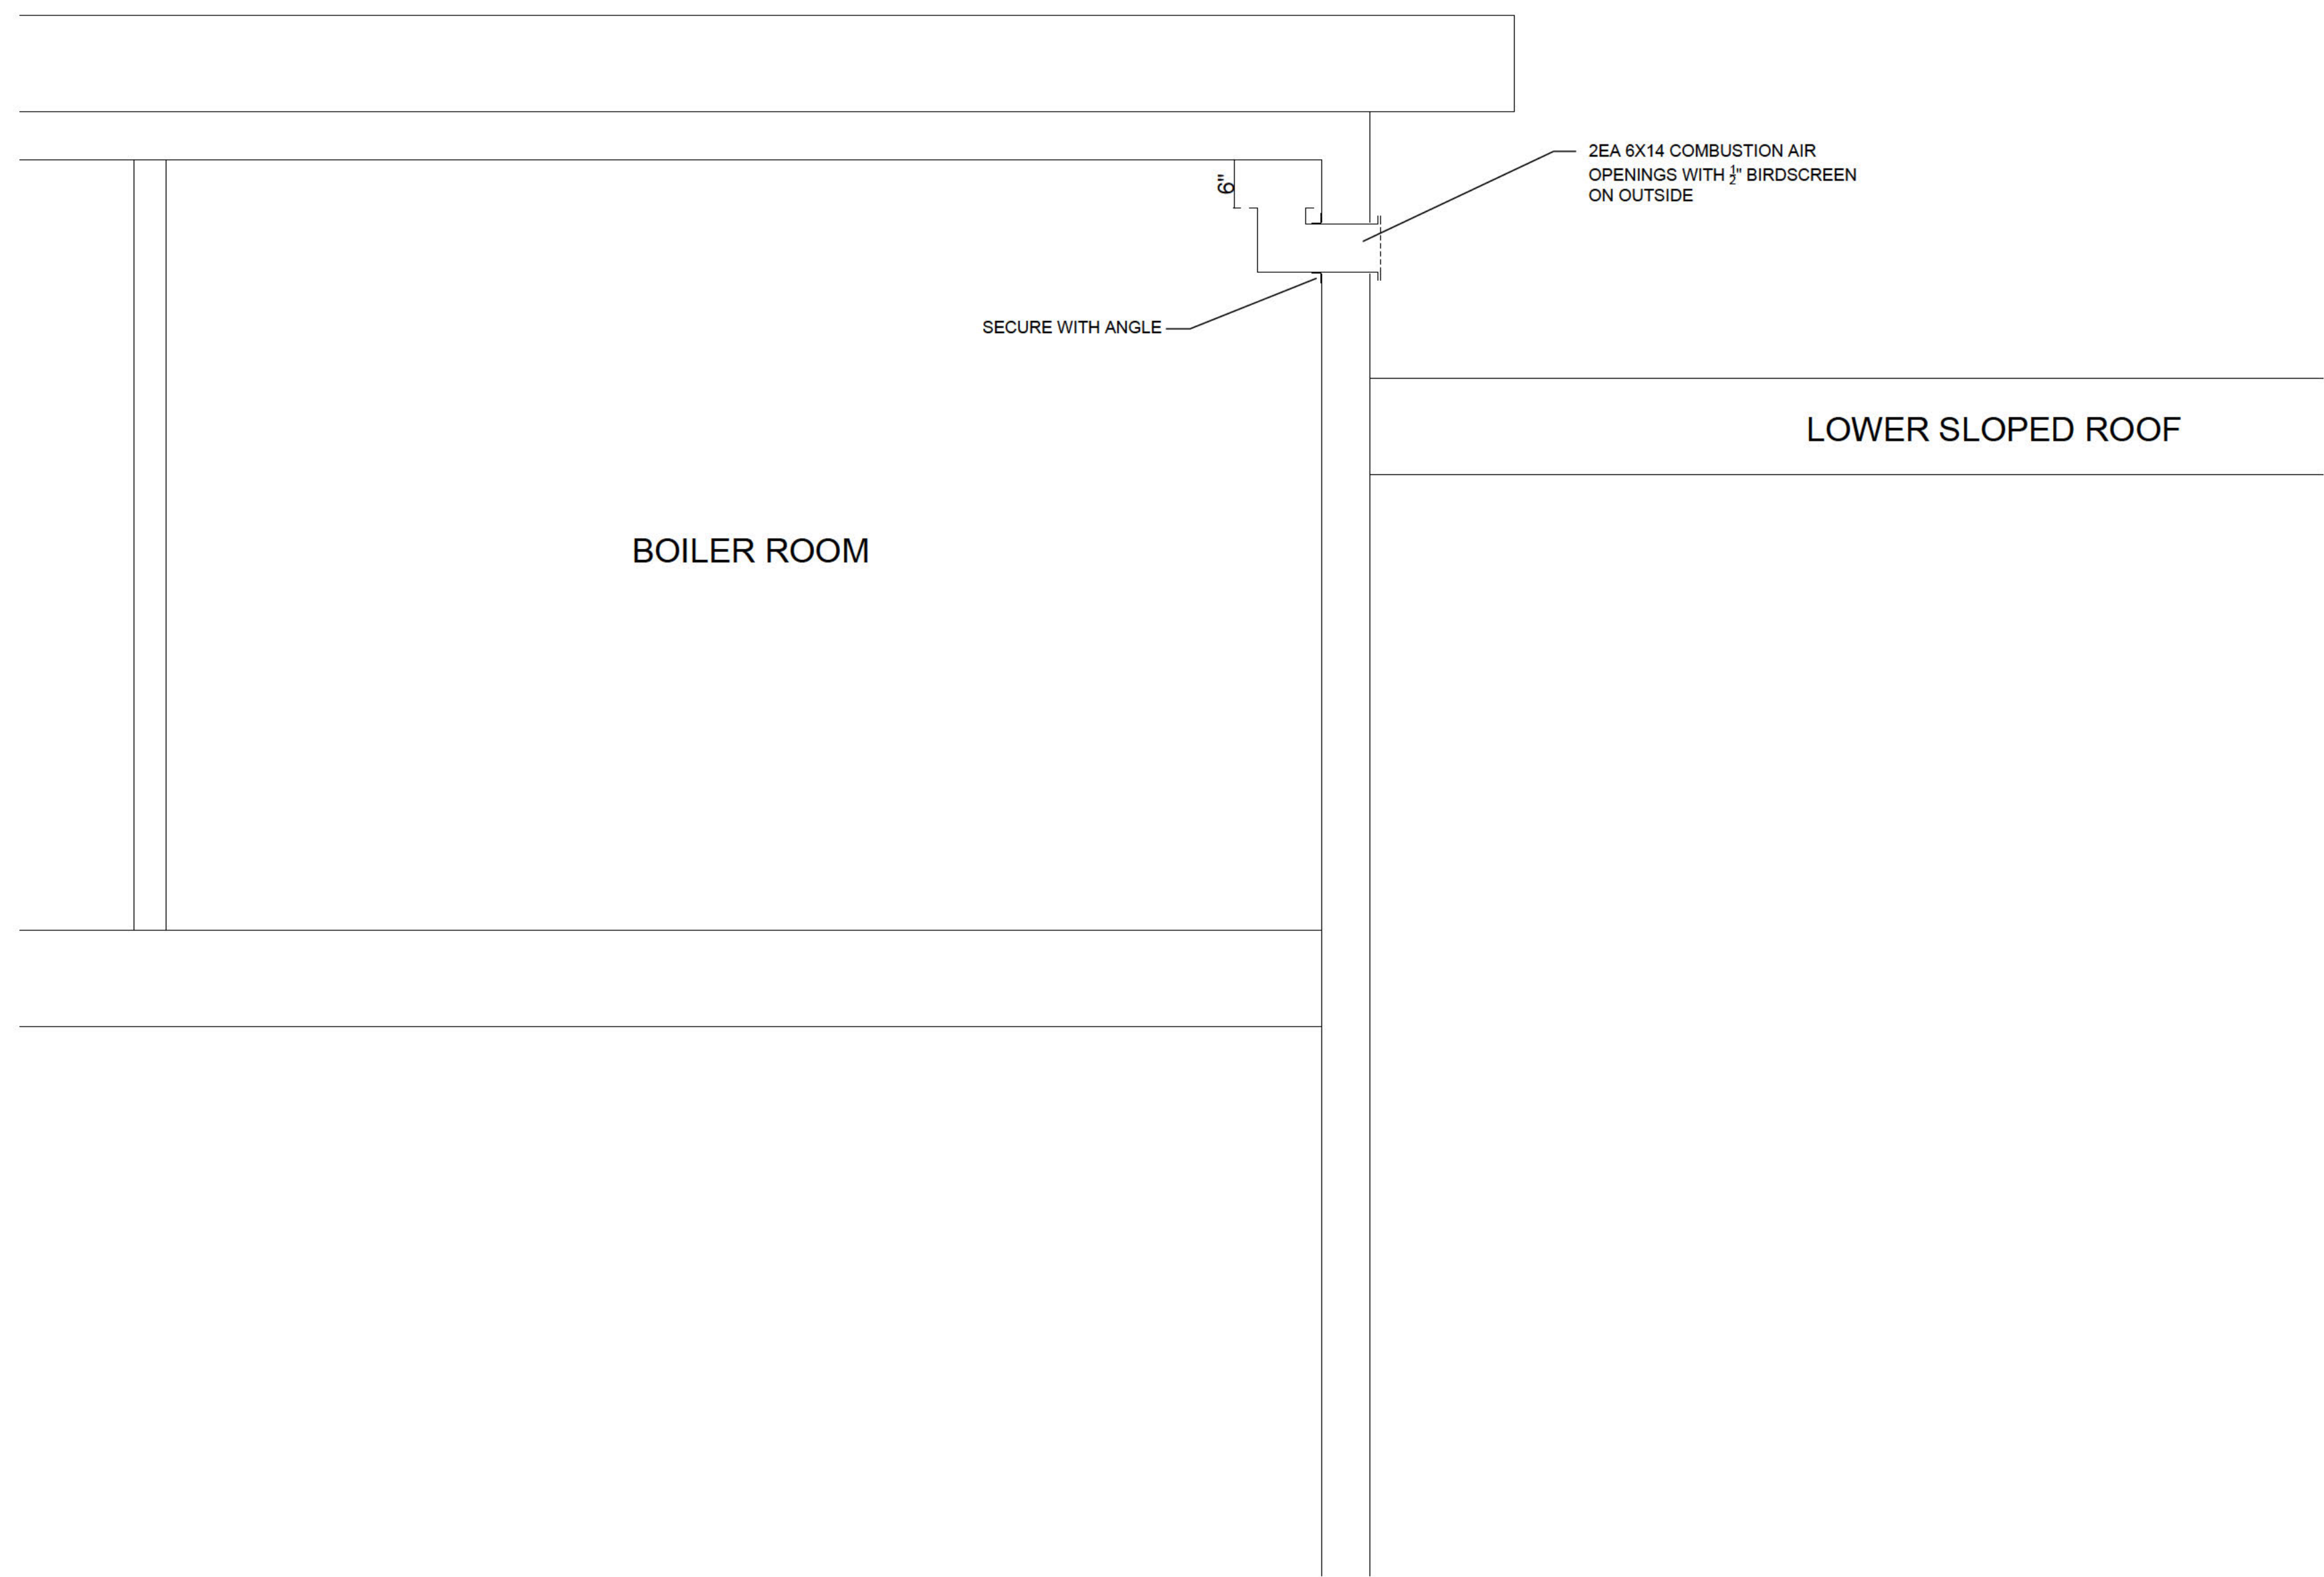 2EA 6X14 COMBUSTION AIR
OPENINGS WITH 1/2" BIRDSCREEN
ON OUTSIDE
6"
SECURE WITH ANGLE
LOWER SLOPED ROOF
BOILER ROOM